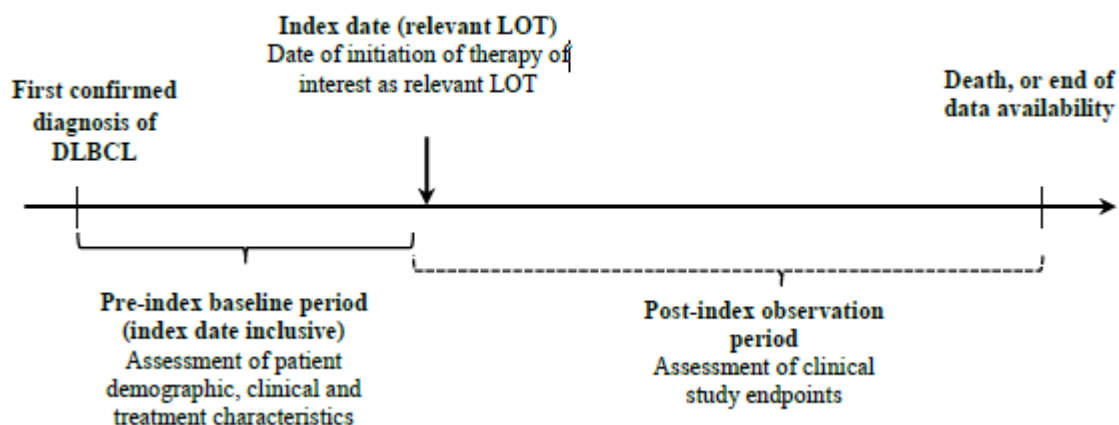 Index date (relevant LOT)
Date of initiation of therapy of
interest as relevant LOT
First confirmed
diagnosis of
DLBCL
Death, or end of
data availability
Pre-index baseline period
(index date inclusive)
Assessment of patient
demographic, clinical and
treatment characteristics
Post-index observation
period
Assessment of clinical
study endpoints